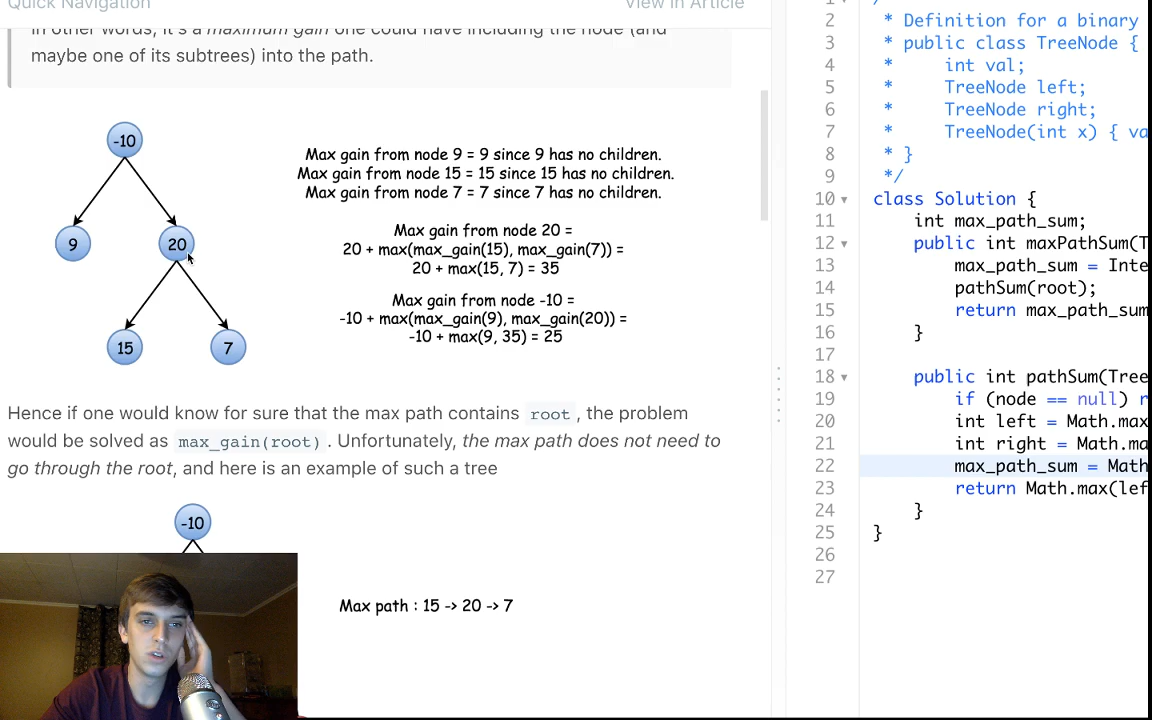 Quick Navigation
View in Article
In other words, it's a maximum gain one could have including the node (and
maybe one of its subtrees) into the path.
-10
9
20
15
7
Max gain from node 9 = 9 since 9 has no children.
Max gain from node 15 = 15 since 15 has no children.
Max gain from node 7 = 7 since 7 has no children.
Max gain from node 20 =
20 + max(max_gain(15), max_gain(7)) =
20 + max(15, 7) = 35
Max gain from node -10 =
-10 + max(max_gain(9), max_gain(20)) =
-10 + max(9, 35) = 25
Hence if one would know for sure that the max path contains root , the problem
would be solved as max_gain(root) . Unfortunately, the max path does not need to
go through the root, and here is an example of such a tree
-10
Max path : 15 -> 20 -> 7
1 /
2 * Definition for a binary
3 * public class TreeNode {
4 * int val;
5 * TreeNode left;
6 * TreeNode right;
7 * TreeNode(int x) { va
8 * }
9 */
10 class Solution {
11 int max_path_sum;
12 public int maxPathSum(T
13 max_path_sum = Inte
14 pathSum(root);
15 return max_path_sum
16 }
17
18 public int pathSum(Tree
19 if (node == null) r
20 int left = Math.max
21 int right = Math.ma
22 max_path_sum = Math
23 return Math.max(lef
24 }
25 }
26
27